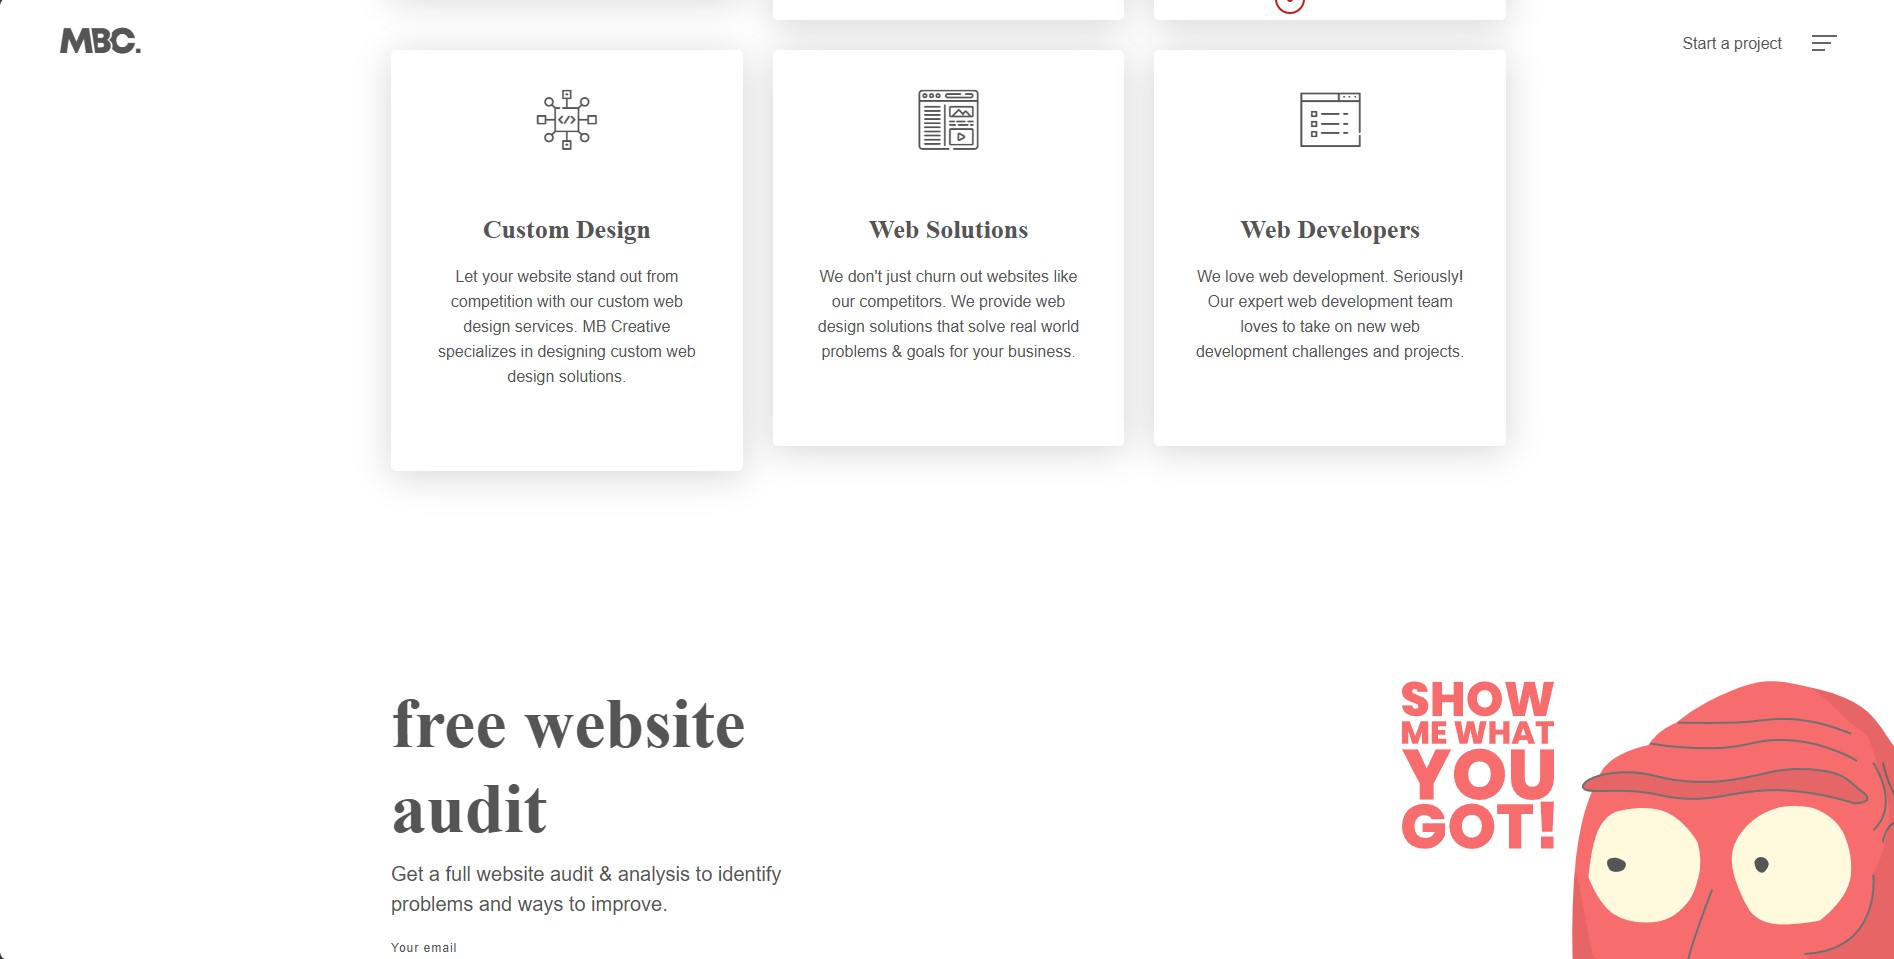 MBC.
Start a project
Custom Design
Let your website stand out from
competition with our custom web
design services. MB Creative
specializes in designing custom web
design solutions.
Web Solutions
We don't just churn out websites like
our competitors. We provide web
design solutions that solve real world
problems & goals for your business.
Web Developers
We love web development. Seriously!
Our expert web development team
loves to take on new web
development challenges and projects.
free website
audit
Get a full website audit & analysis to identify
problems and ways to improve.
Your email
SHOW
ME WHAT
YOU
GOT!